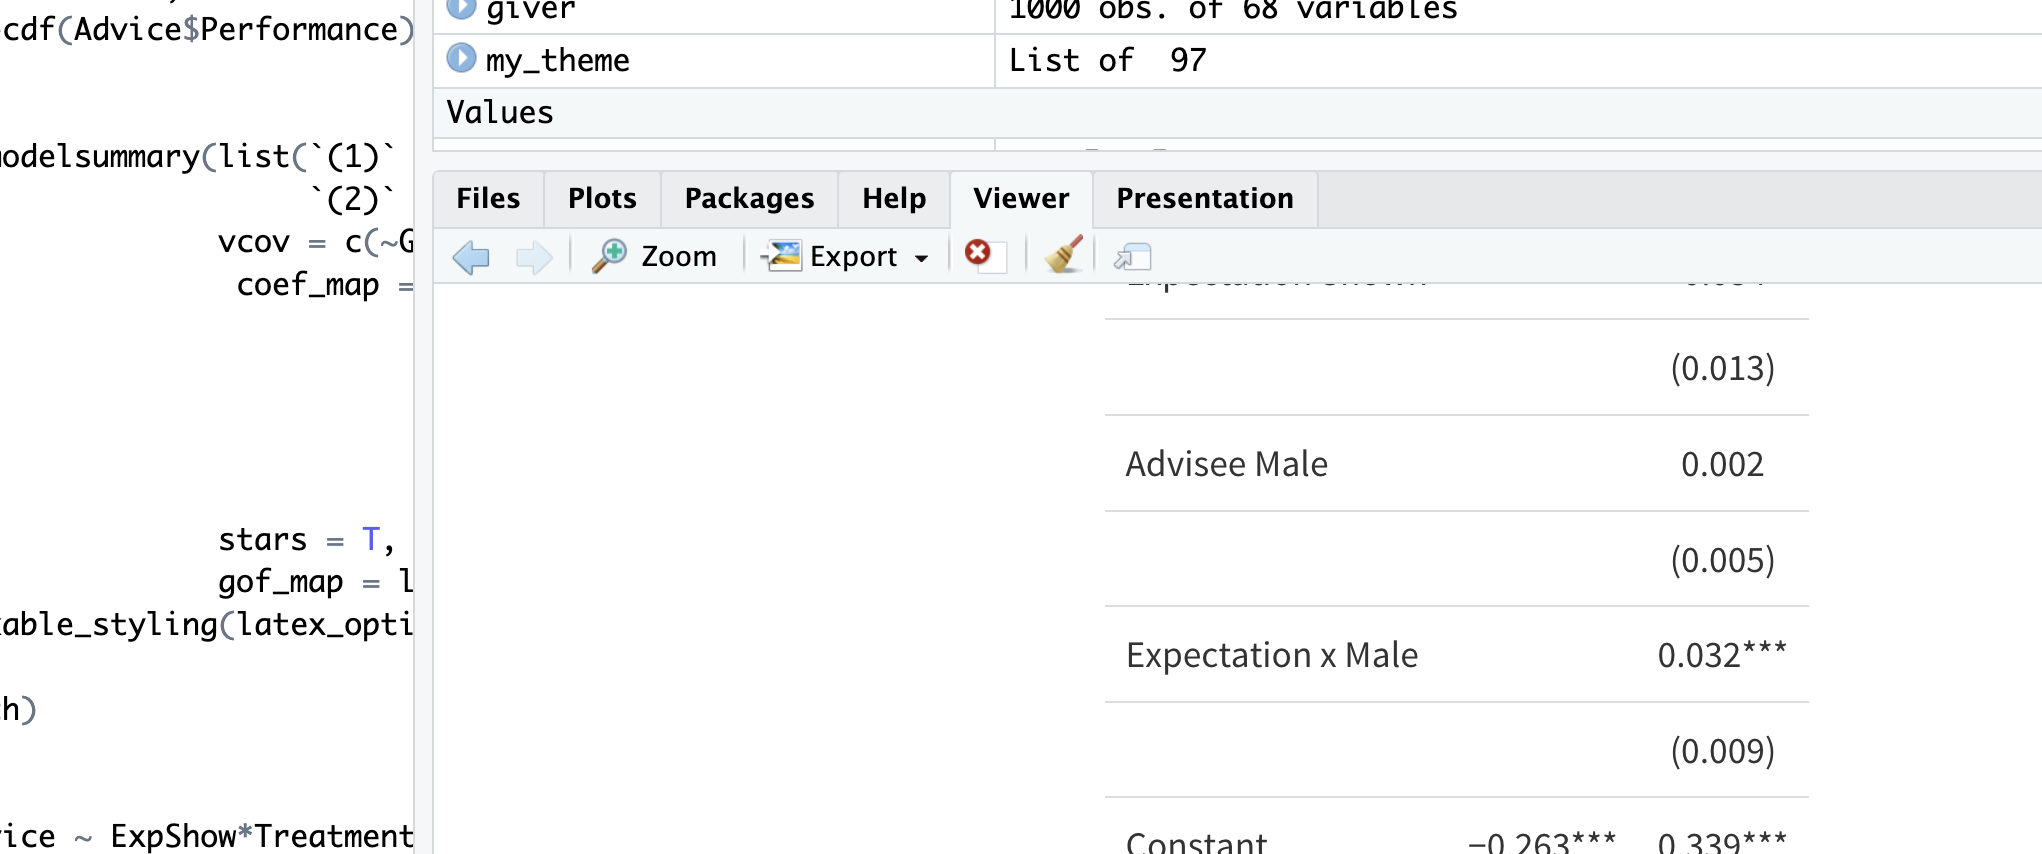 cdf(Advice$Performance)
odelsummary(list(`(1)`
`(2)`
vcov = c(~G
coef_map =
stars = T,
gof_map = l
able_styling(latex_opti
h)
ice ~ ExpShow*Treatment
giver 1000 obs. of 68 variables
my_theme List of 97
Values
Files Plots Packages Help Viewer Presentation
Zoom Export
(0.013)
Advisee Male 0.002
(0.005)
Expectation x Male 0.032***
(0.009)
Constant −0.263*** 0.339***